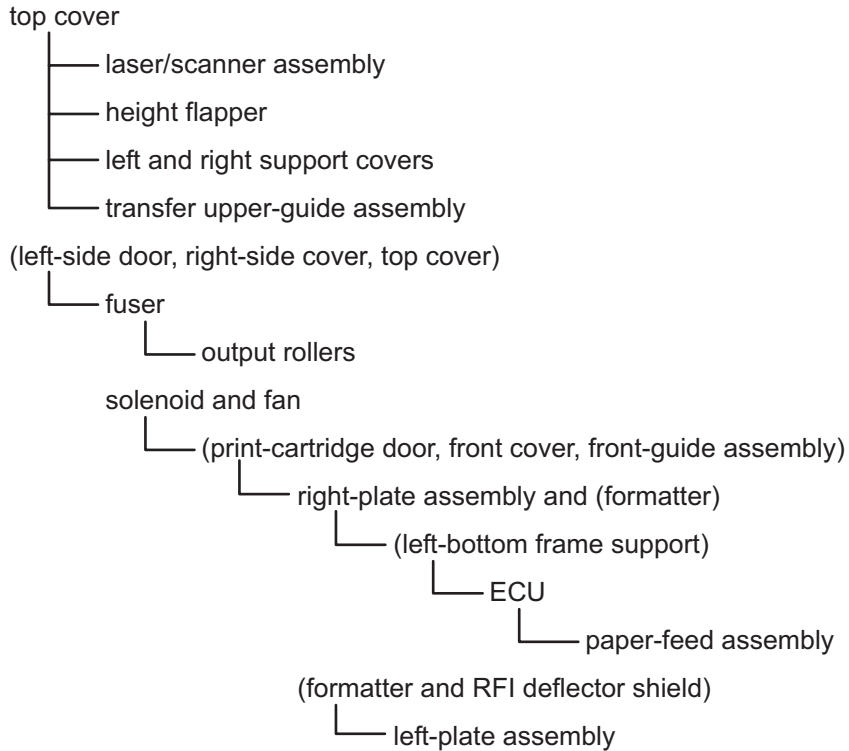 top cover
laser/scanner assembly
height flapper
left and right support covers
transfer upper-guide assembly
(left-side door, right-side cover, top cover)
fuser
output rollers
solenoid and fan
(print-cartridge door, front cover, front-guide assembly)
right-plate assembly and (formatter)
(left-bottom frame support)
ECU
paper-feed assembly
(formatter and RFI deflector shield)
left-plate assembly